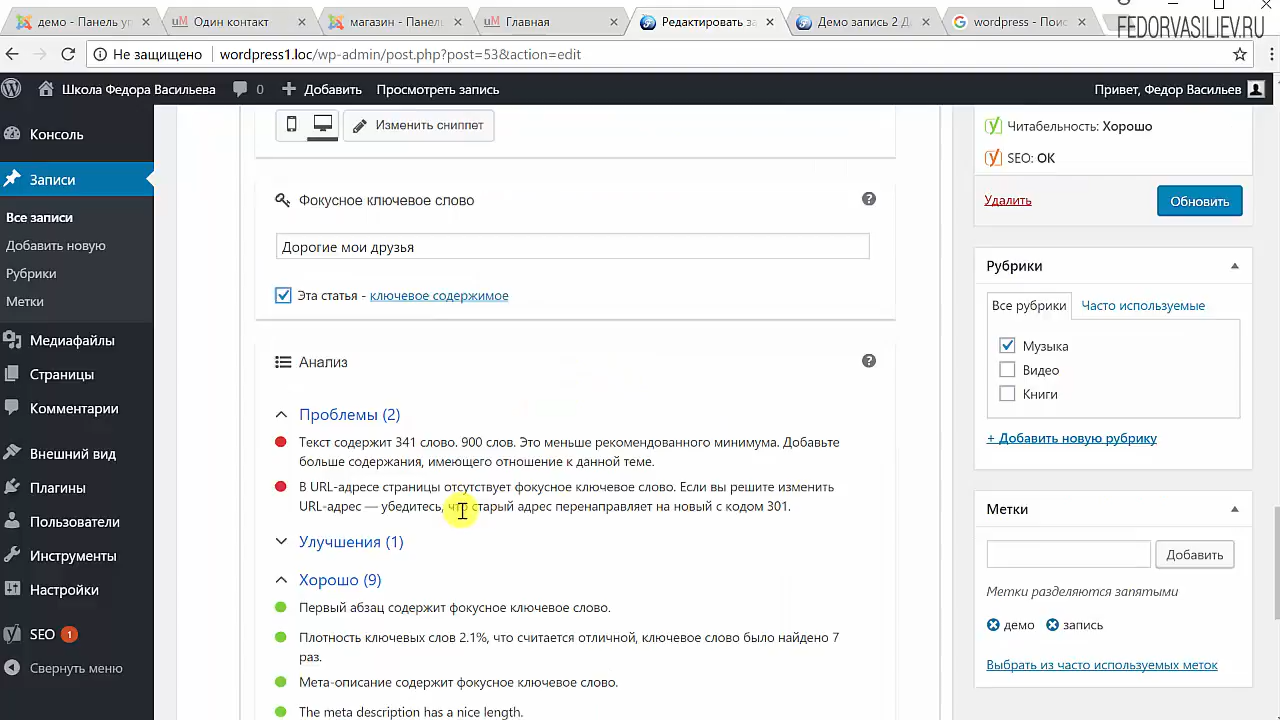 демо - Панель уп
Один контакт
магазин - Панель
Главная
Редактировать за
Демо запись 2 Д
wordpress - Поис
FEDORVASILIEV.RU
Не защищено
wordpress1.loc/wp-admin/post.php?post=53&action=edit
Школа Федора Васильева
0
Добавить
Просмотреть запись
Привет, Федор Васильев
Консоль
Записи
Все записи
Добавить новую
Рубрики
Метки
Медиафайлы
Страницы
Комментарии
Внешний вид
Плагины
Пользователи
Инструменты
Настройки
SEO 1
Свернуть меню
Изменить сниппет
Фокусное ключевое слово
Дорогие мои друзья
Эта статья - ключевое содержимое
Анализ
Проблемы (2)
Текст содержит 341 слово. 900 слов. Это меньше рекомендованного минимума. Добавьте
больше содержания, имеющего отношение к данной теме.
В URL-адресе страницы отсутствует фокусное ключевое слово. Если вы решите изменить
URL-адрес — убедитесь, что старый адрес перенаправляет на новый с кодом 301.
Улучшения (1)
Хорошо (9)
Первый абзац содержит фокусное ключевое слово.
Плотность ключевых слов 2.1%, что считается отличной, ключевое слово было найдено 7
раз.
Мета-описание содержит фокусное ключевое слово.
The meta description has a nice length.
Читабельность: Хорошо
SEO: OK
Удалить
Обновить
Рубрики
Все рубрики
Часто используемые
Музыка
Видео
Книги
+ Добавить новую рубрику
Метки
Добавить
Метки разделяются запятыми
демо
запись
Выбрать из часто используемых меток